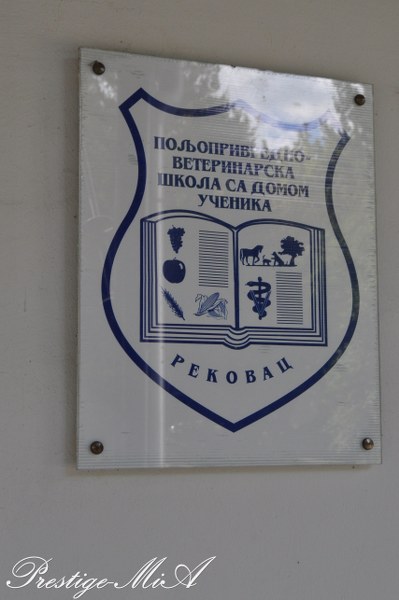 ПОЉОПРИВРЕДНО-
ВЕТЕРИНАРСКА
ШКОЛА СА ДОМОМ
УЧЕНИКА
РЕКОВАЦ
Prestige-MiA